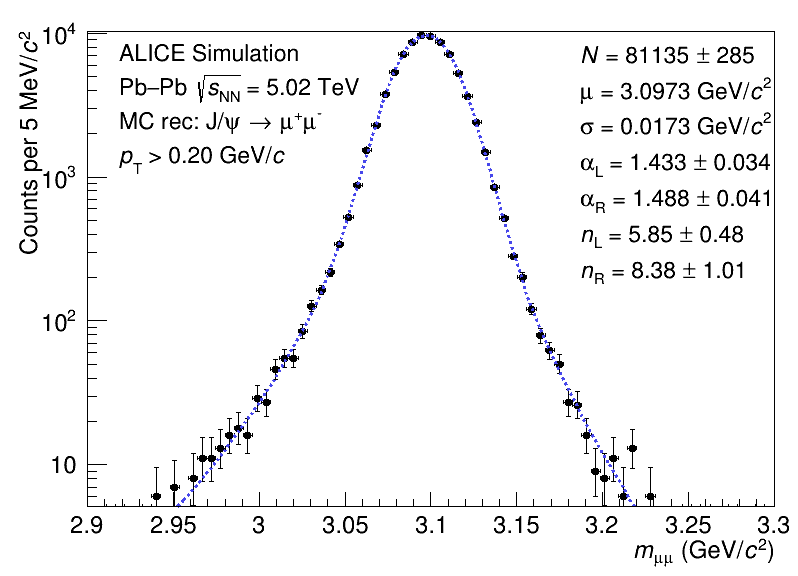 ALICE Simulation
Pb–Pb √sNN = 5.02 TeV
MC rec: J/ψ → μ⁺μ⁻
pT > 0.20 GeV/c
N = 81135 ± 285
μ = 3.0973 GeV/c²
σ = 0.0173 GeV/c²
αL = 1.433 ± 0.034
αR = 1.488 ± 0.041
nL = 5.85 ± 0.48
nR = 8.38 ± 1.01
Counts per 5 MeV/c²
10⁴
10³
10²
10
2.9 2.95 3 3.05 3.1 3.15 3.2 3.25 3.3
mμμ (GeV/c²)